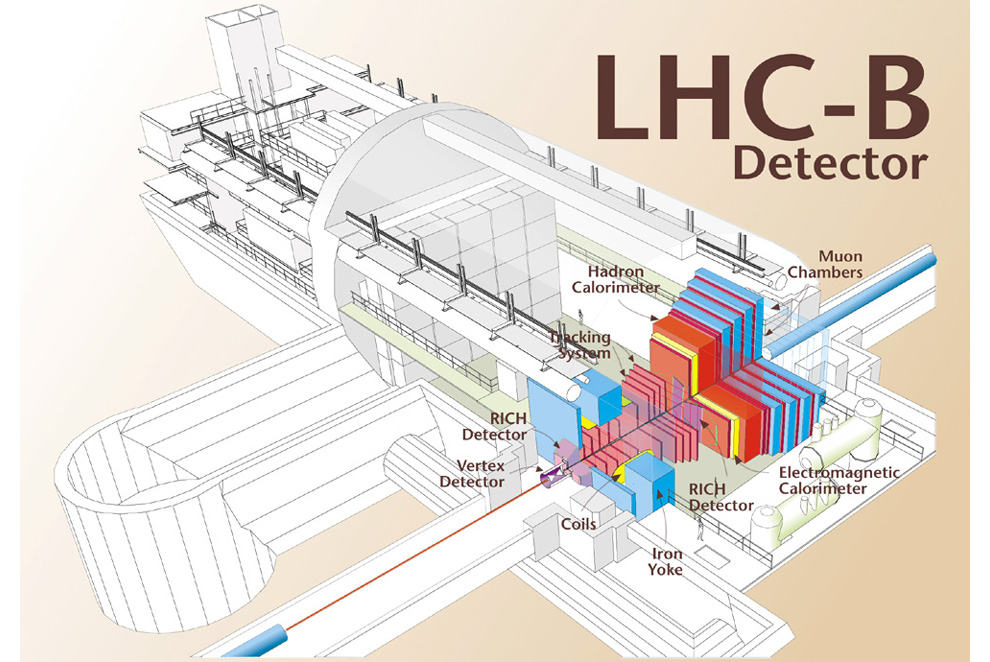 LHC-B
Detector
Muon
Chambers
Hadron
Calorimeter
Tracking
System
RICH
Detector
Vertex
Detector
Electromagnetic
Calorimeter
RICH
Detector
Coils
Iron
Yoke